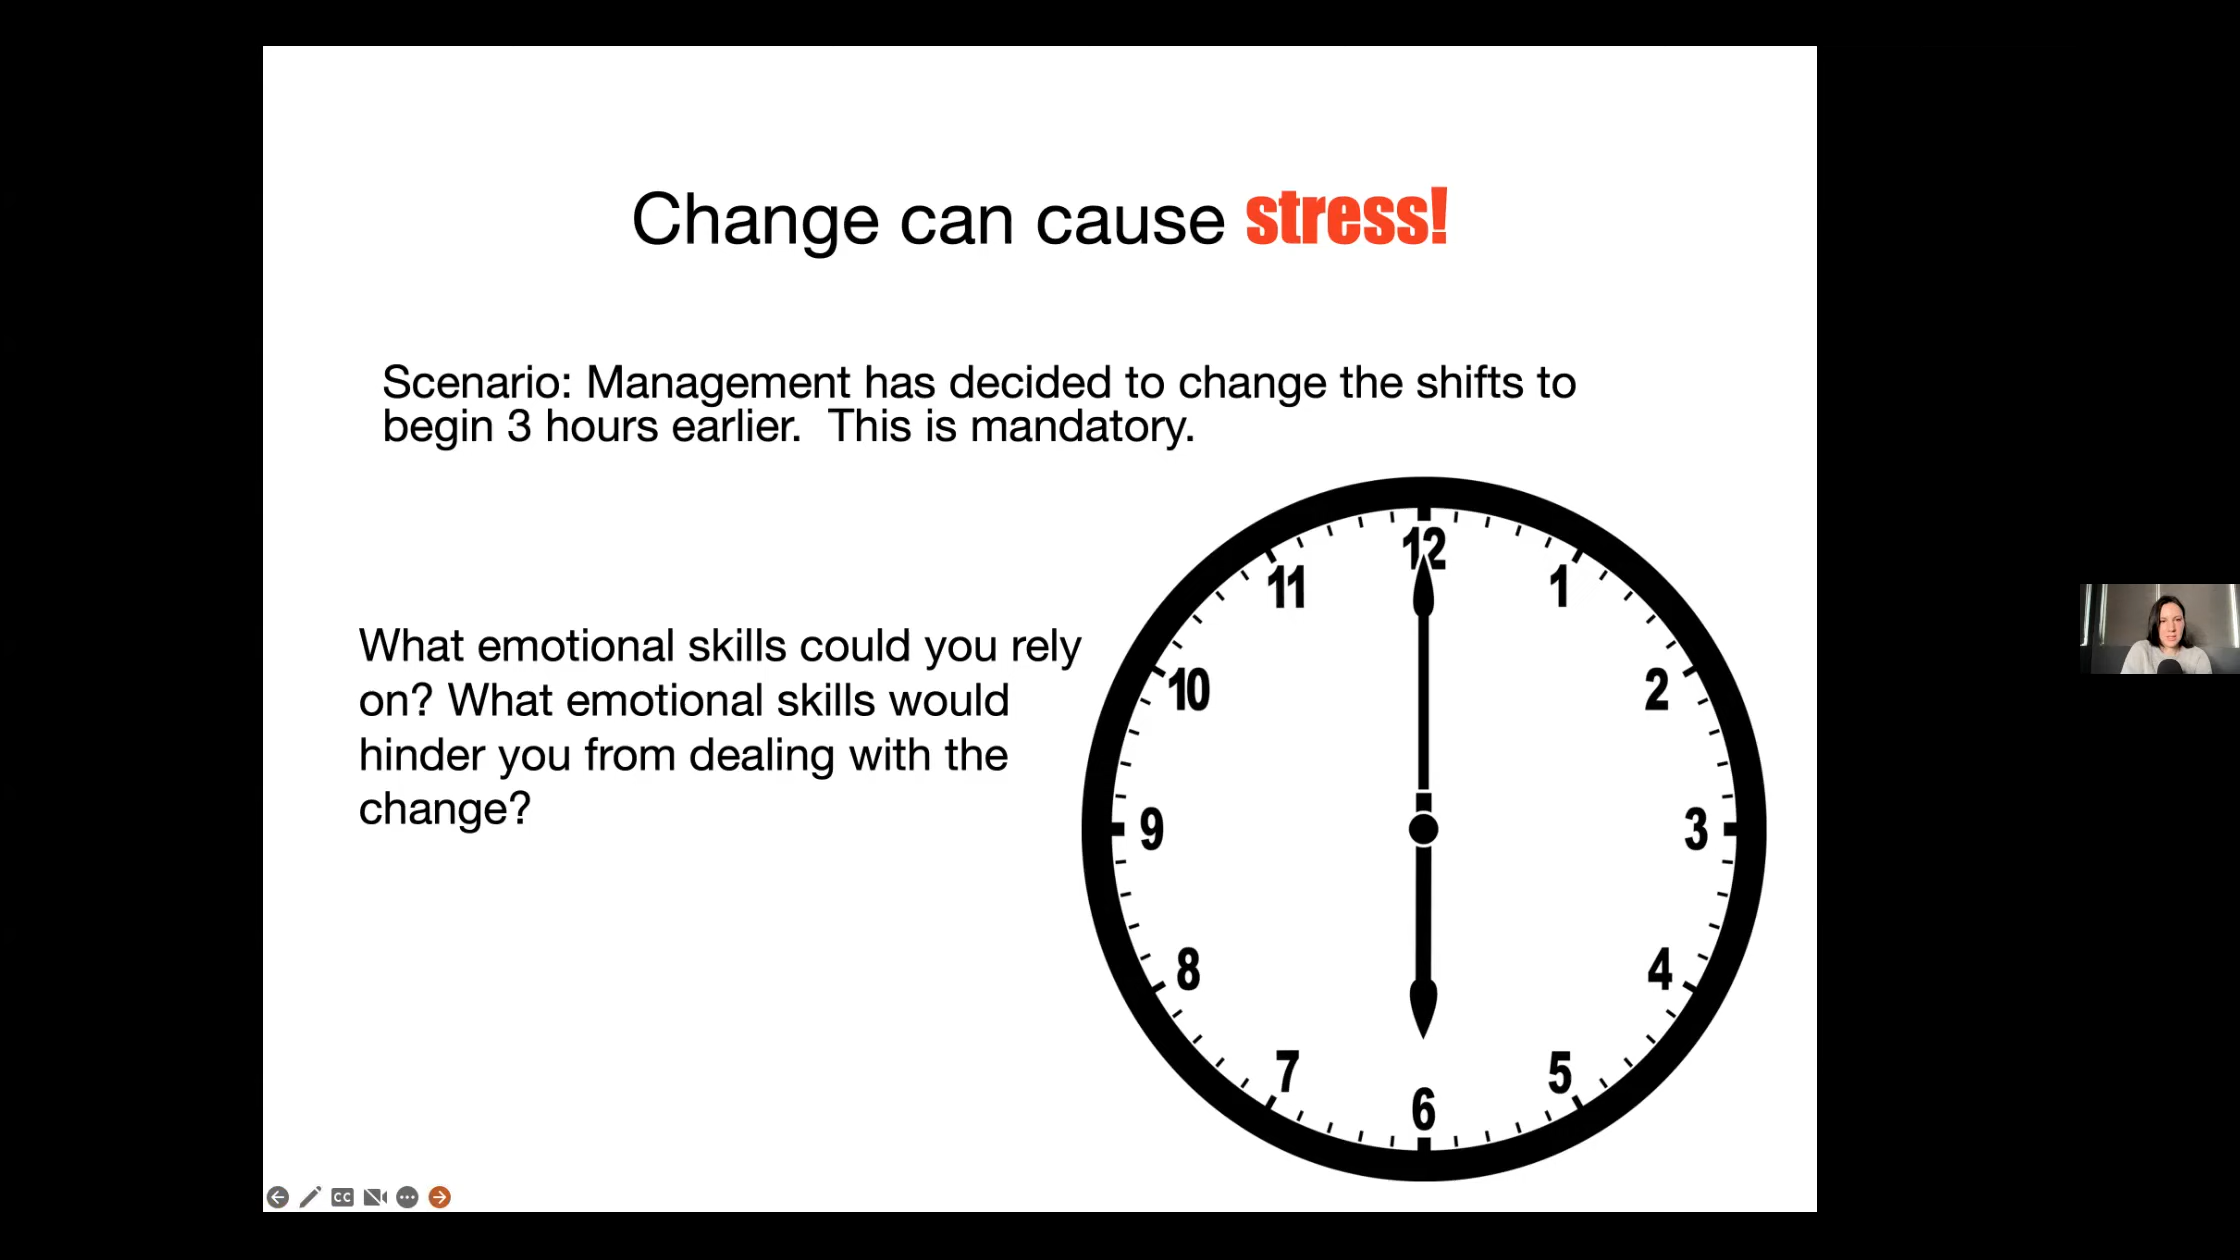 Change can cause stress!
Scenario: Management has decided to change the shifts to
begin 3 hours earlier.  This is mandatory.
What emotional skills could you rely
on? What emotional skills would
hinder you from dealing with the
change?
12
11
1
10
2
9
3
8
4
7
5
6
CC